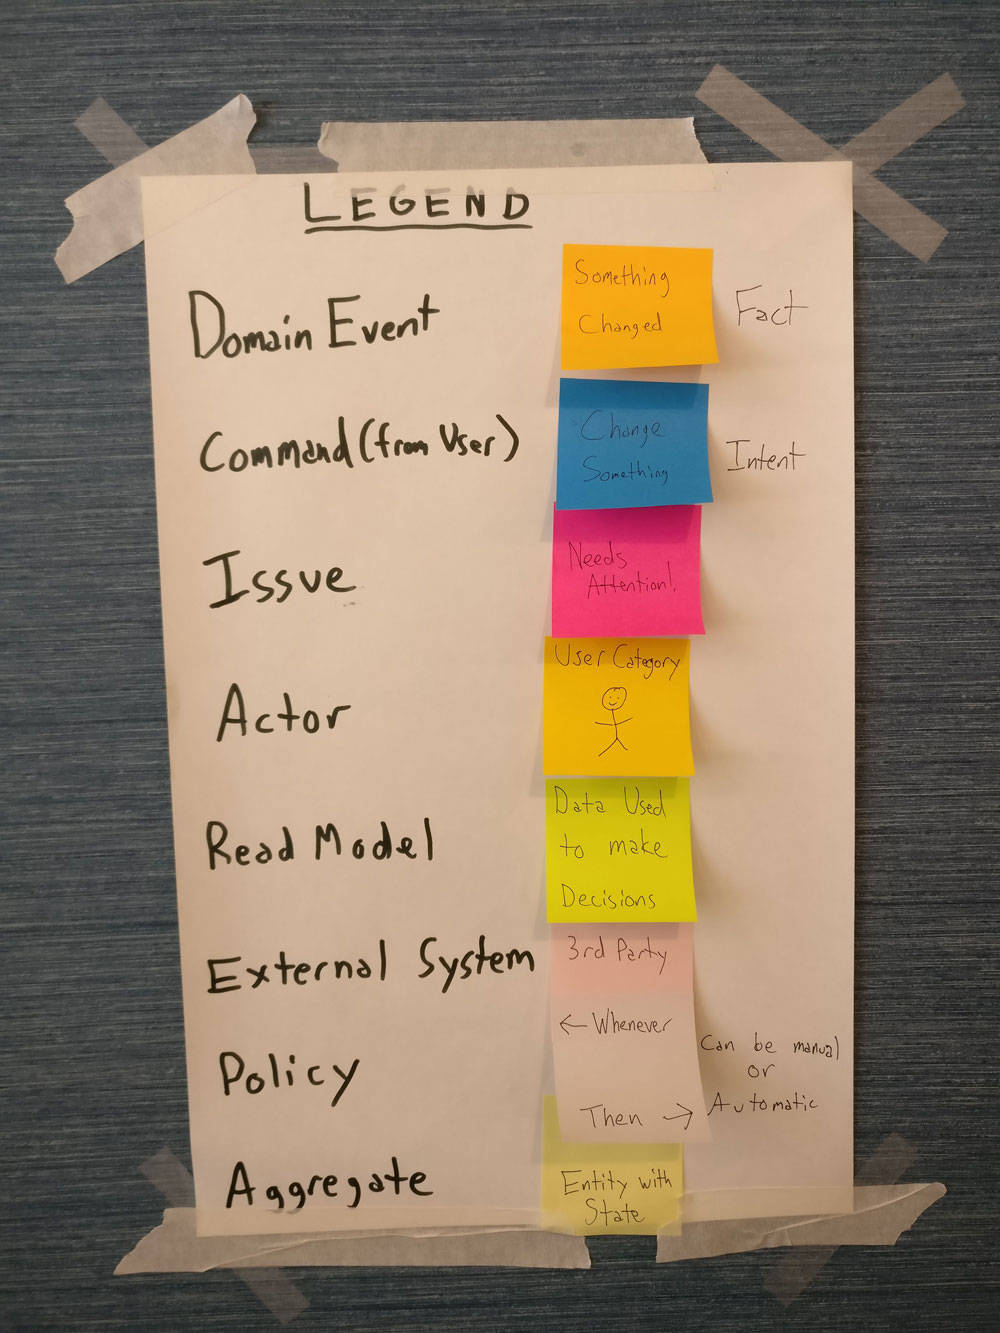 LEGEND
Domain Event
Something
Changed
Fact
Command (from User)
Change
Something
Intent
Issue
Needs
Attention!
Actor
User Category
Read Model
Data Used
to make
Decisions
External System
3rd Party
Policy
← Whenever
Then →
Can be manual
or
Automatic
Aggregate
Entity with
State